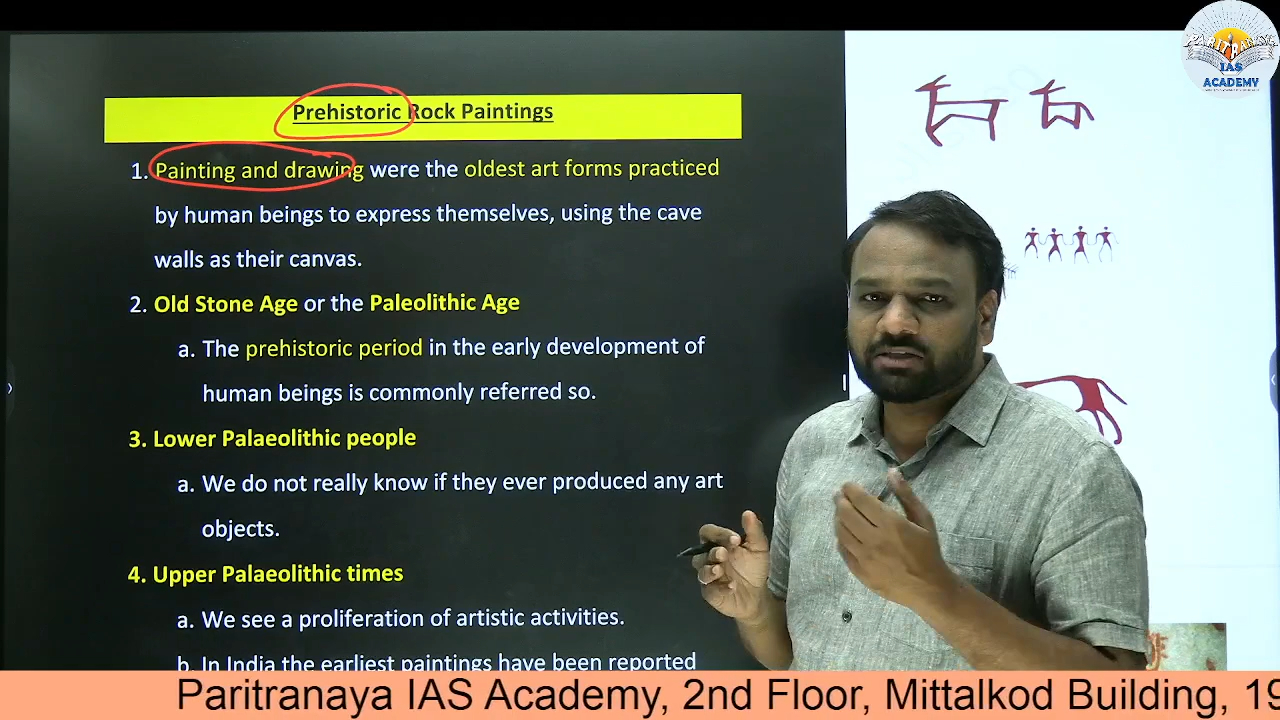 PARITRANAYA
IAS
ACADEMY
Prehistoric Rock Paintings
1. Painting and drawing were the oldest art forms practiced
by human beings to express themselves, using the cave
walls as their canvas.
2. Old Stone Age or the Paleolithic Age
a. The prehistoric period in the early development of
human beings is commonly referred so.
3. Lower Palaeolithic people
a. We do not really know if they ever produced any art
objects.
4. Upper Palaeolithic times
a. We see a proliferation of artistic activities.
b. In India the earliest paintings have been reported
Paritranaya IAS Academy, 2nd Floor, Mittalkod Building, 19